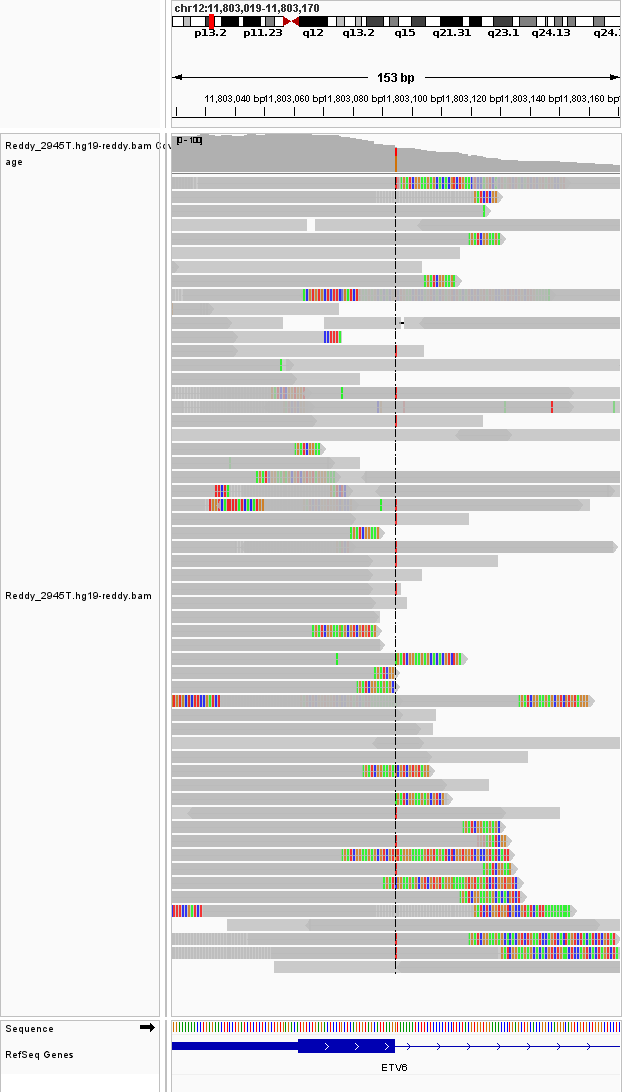 chr12:11,803,019-11,803,170
p13.2 p11.23 q12 q13.2 q15 q21.31 q23.1 q24.13 q24.
153 bp
11,803,040 bp 11,803,060 bp 11,803,080 bp 11,803,100 bp 11,803,120 bp 11,803,140 bp 11,803,160 bp
Reddy_2945T.hg19-reddy.bam Cov
age
[0 - 100]
Reddy_2945T.hg19-reddy.bam
Sequence
RefSeq Genes
ETV6